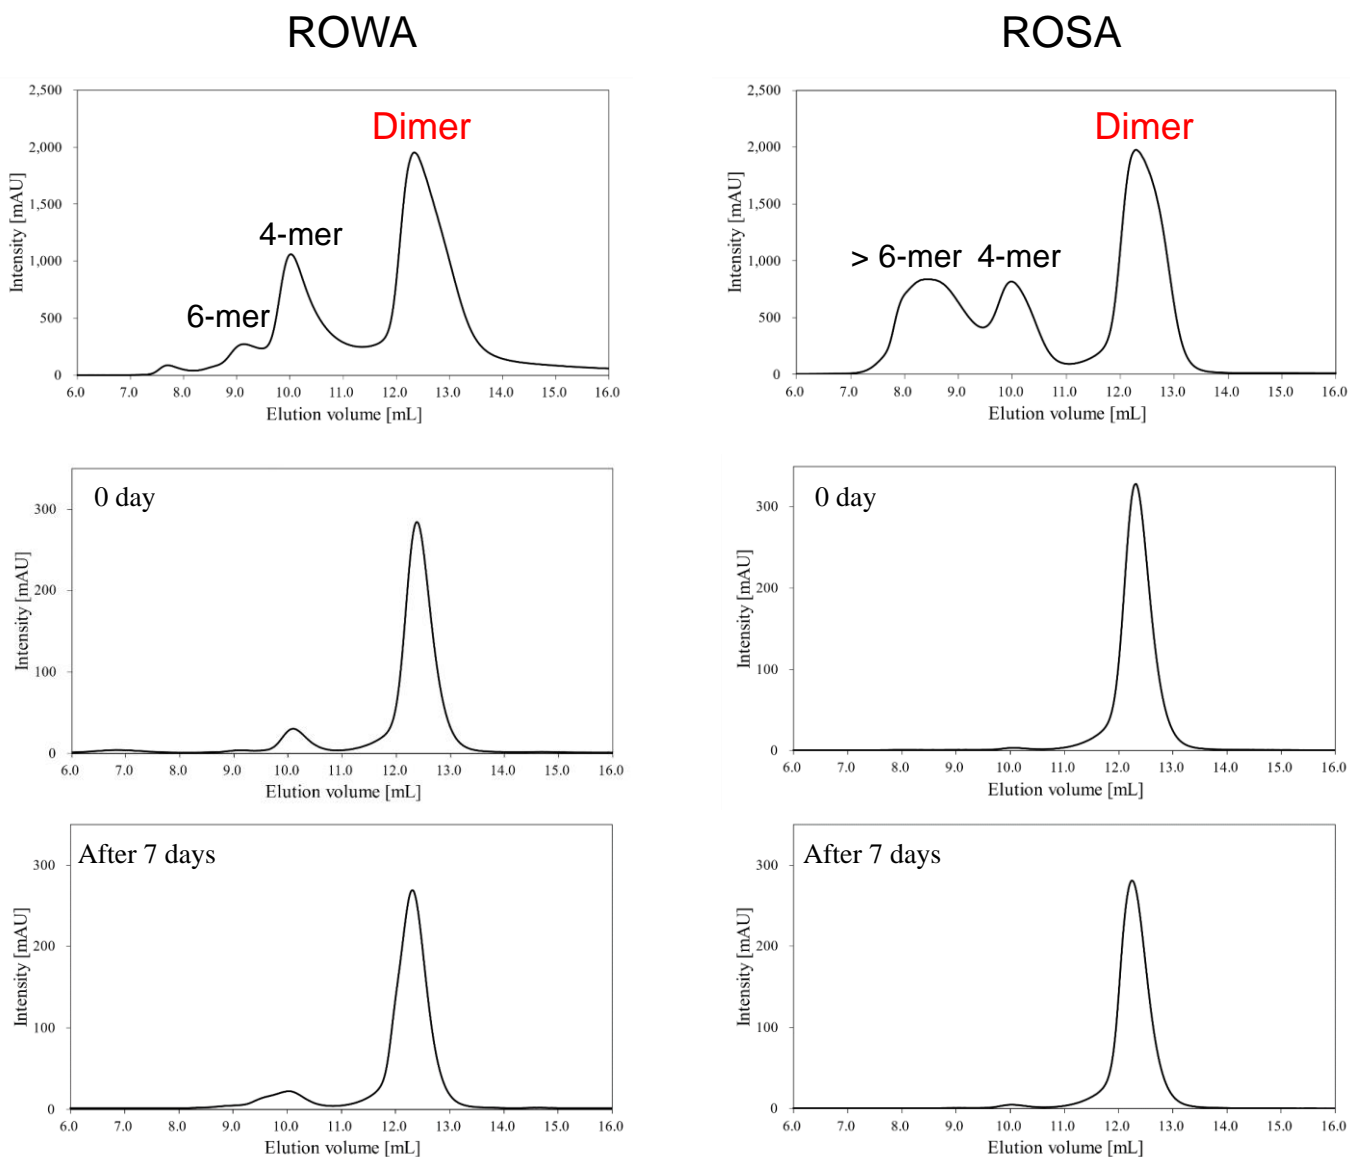 ROWA
ROSA
2,500
2,000
1,500
1,000
500
0
Intensity [mAU]
Dimer
4-mer
6-mer
6.0 7.0 8.0 9.0 10.0 11.0 12.0 13.0 14.0 15.0 16.0
Elution volume [mL]
2,500
2,000
1,500
1,000
500
0
Intensity [mAU]
Dimer
> 6-mer 4-mer
6.0 7.0 8.0 9.0 10.0 11.0 12.0 13.0 14.0 15.0 16.0
Elution volume [mL]
0 day
300
200
100
0
Intensity [mAU]
6.0 7.0 8.0 9.0 10.0 11.0 12.0 13.0 14.0 15.0 16.0
Elution volume [mL]
0 day
300
200
100
0
Intensity [mAU]
6.0 7.0 8.0 9.0 10.0 11.0 12.0 13.0 14.0 15.0 16.0
Elution volume [mL]
After 7 days
300
200
100
0
Intensity [mAU]
6.0 7.0 8.0 9.0 10.0 11.0 12.0 13.0 14.0 15.0 16.0
Elution volume [mL]
After 7 days
300
200
100
0
Intensity [mAU]
6.0 7.0 8.0 9.0 10.0 11.0 12.0 13.0 14.0 15.0 16.0
Elution volume [mL]